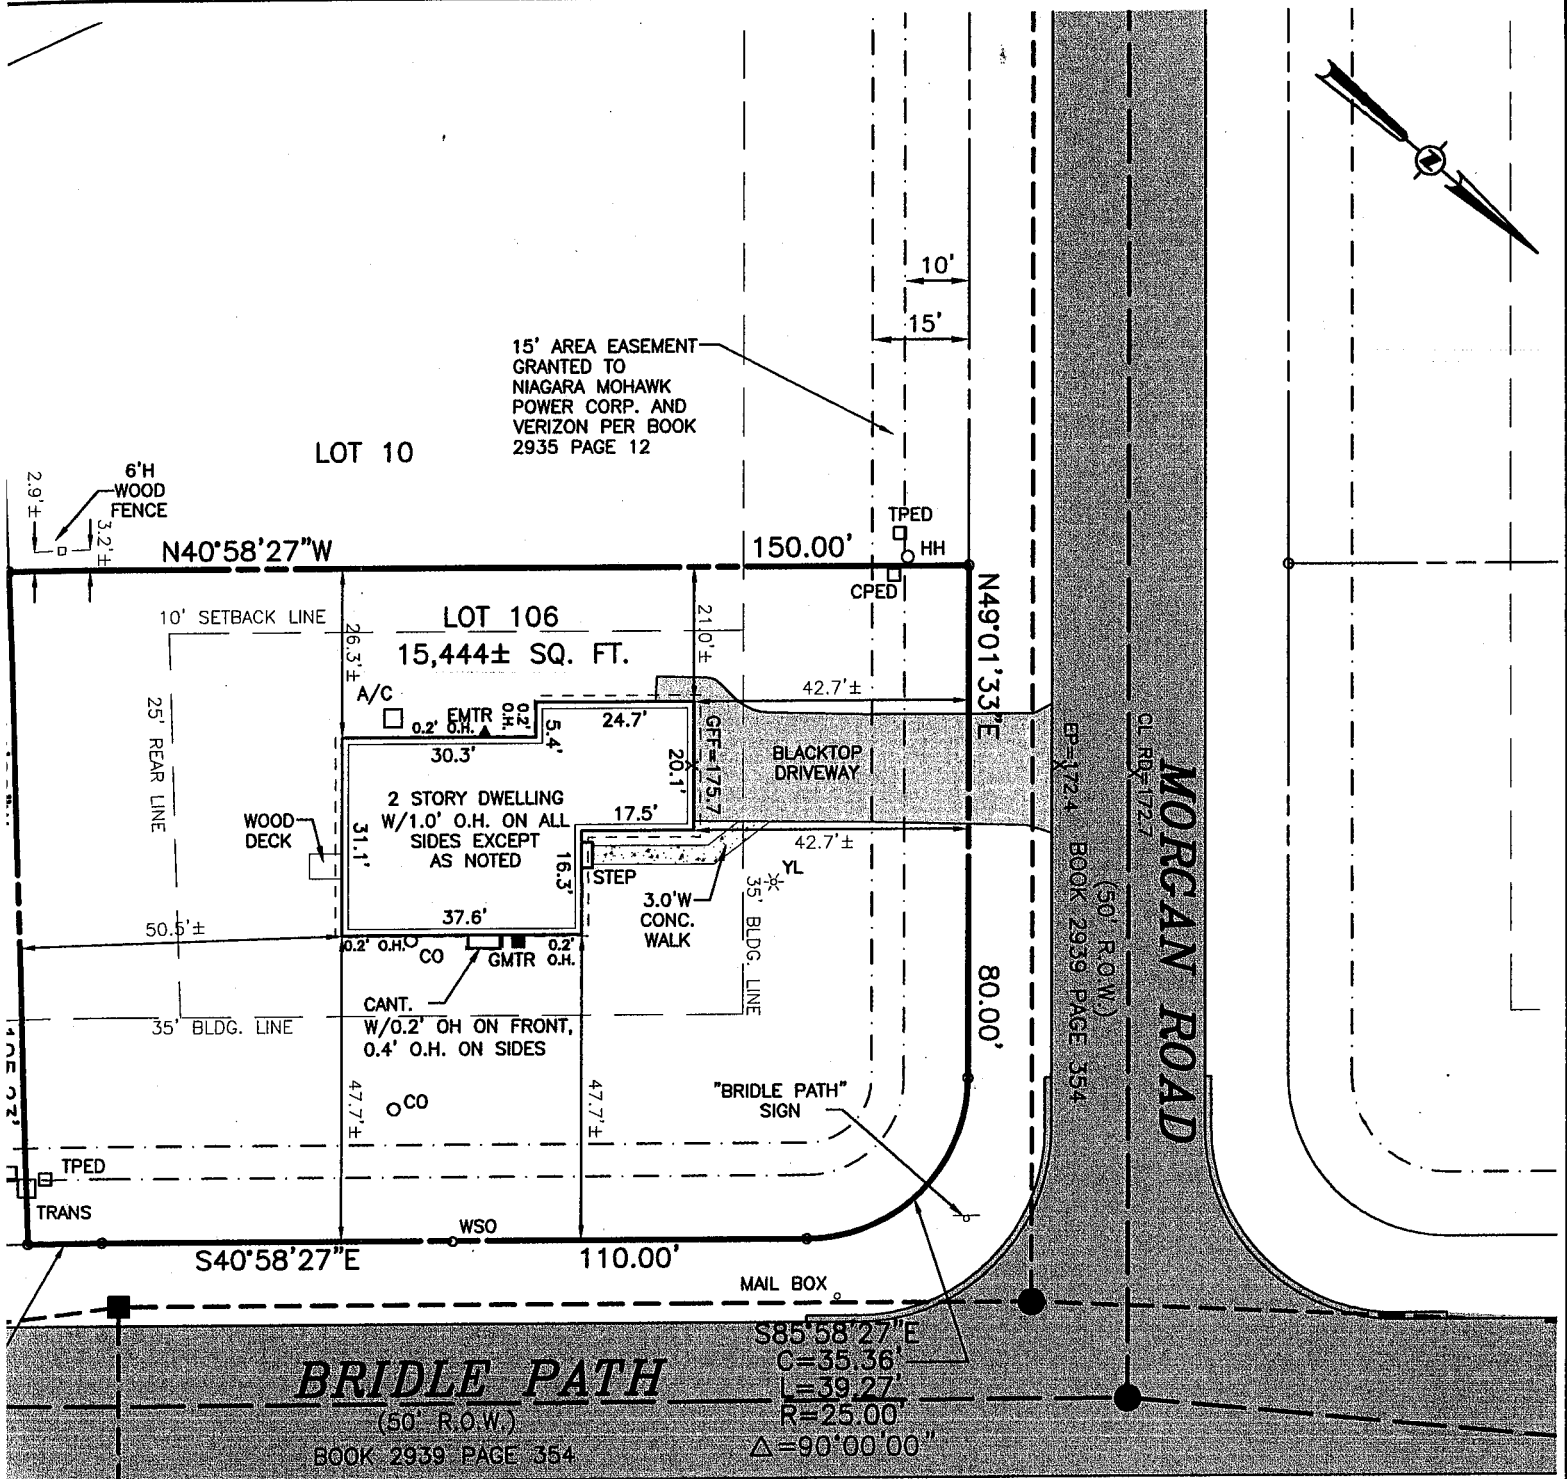 10'
15'
15' AREA EASEMENT
GRANTED TO
NIAGARA MOHAWK
POWER CORP. AND
VERIZON PER BOOK
2935 PAGE 12
LOT 10
6'H
WOOD
FENCE
2.9'±
3.2'±
N40°58'27"W
150.00'
TPED
HH
CPED
N49°01'33"E
80.00'
10' SETBACK LINE
LOT 106
15,444± SQ. FT.
26.3'±
21.0'±
A/C
EMTR
0.2' O.H.
0.2'
O.H.
5.4'
24.7'
42.7'±
30.3'
25' REAR LINE
GFF=175.7
20.1'
BLACKTOP
DRIVEWAY
EP=172.4
CL RD=172.7
2 STORY DWELLING
W/1.0' O.H. ON ALL
SIDES EXCEPT
AS NOTED
17.5'
42.7'±
WOOD
DECK
31.1'
16.3'
STEP
YL
3.0'W
CONC.
WALK
35' BLDG. LINE
37.6'
50.5'±
0.2' O.H.
CO
GMTR
0.2'
O.H.
MORGAN ROAD
(50' R.O.W.)
BOOK 2939 PAGE 354
CANT.
W/0.2' OH ON FRONT,
0.4' O.H. ON SIDES
35' BLDG. LINE
47.7'±
CO
47.7'±
"BRIDLE PATH"
SIGN
TPED
TRANS
WSO
S40°58'27"E
110.00'
MAIL BOX
S85°58'27"E
C=35.36'
L=39.27'
R=25.00'
Δ=90°00'00"
BRIDLE PATH
(50' R.O.W.)
BOOK 2939 PAGE 354